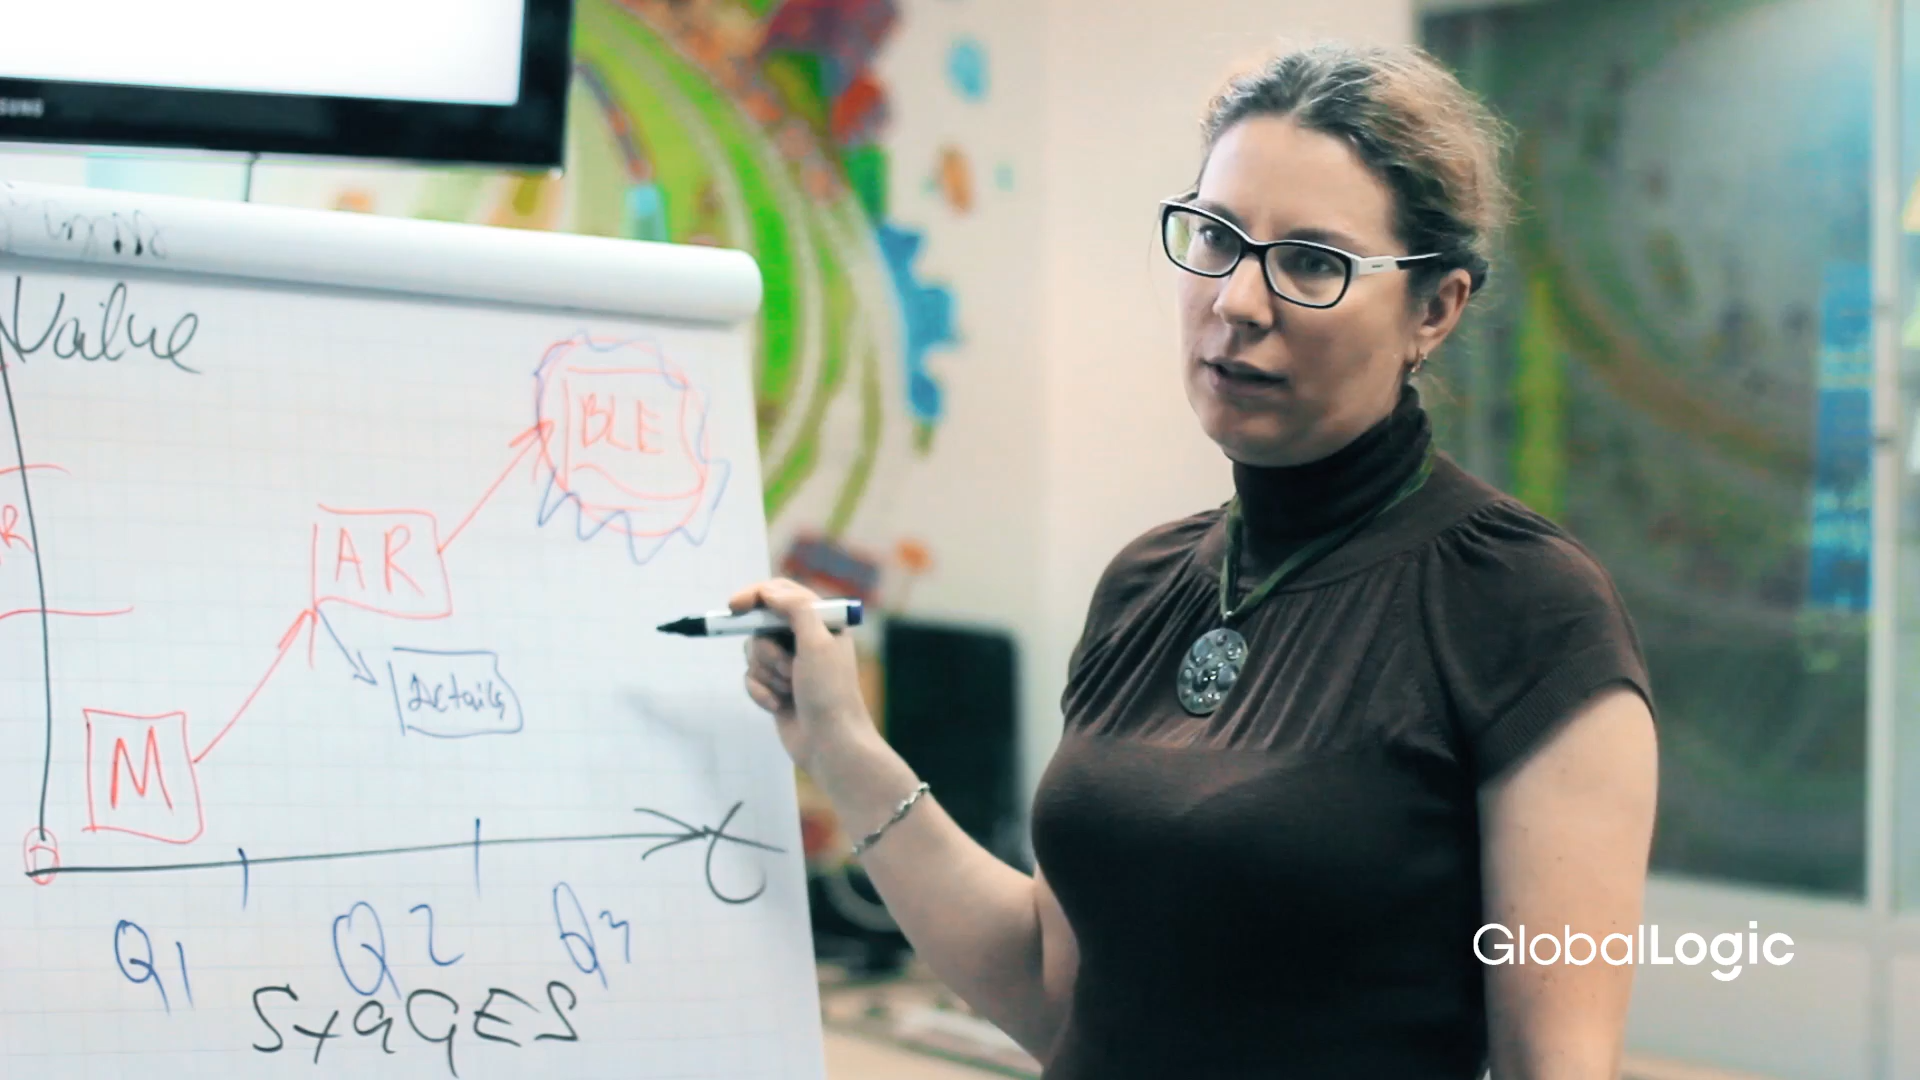 Value
BLE
AR
R
Details
M
Q1 Q2 Q3
STAGES
GlobalLogic